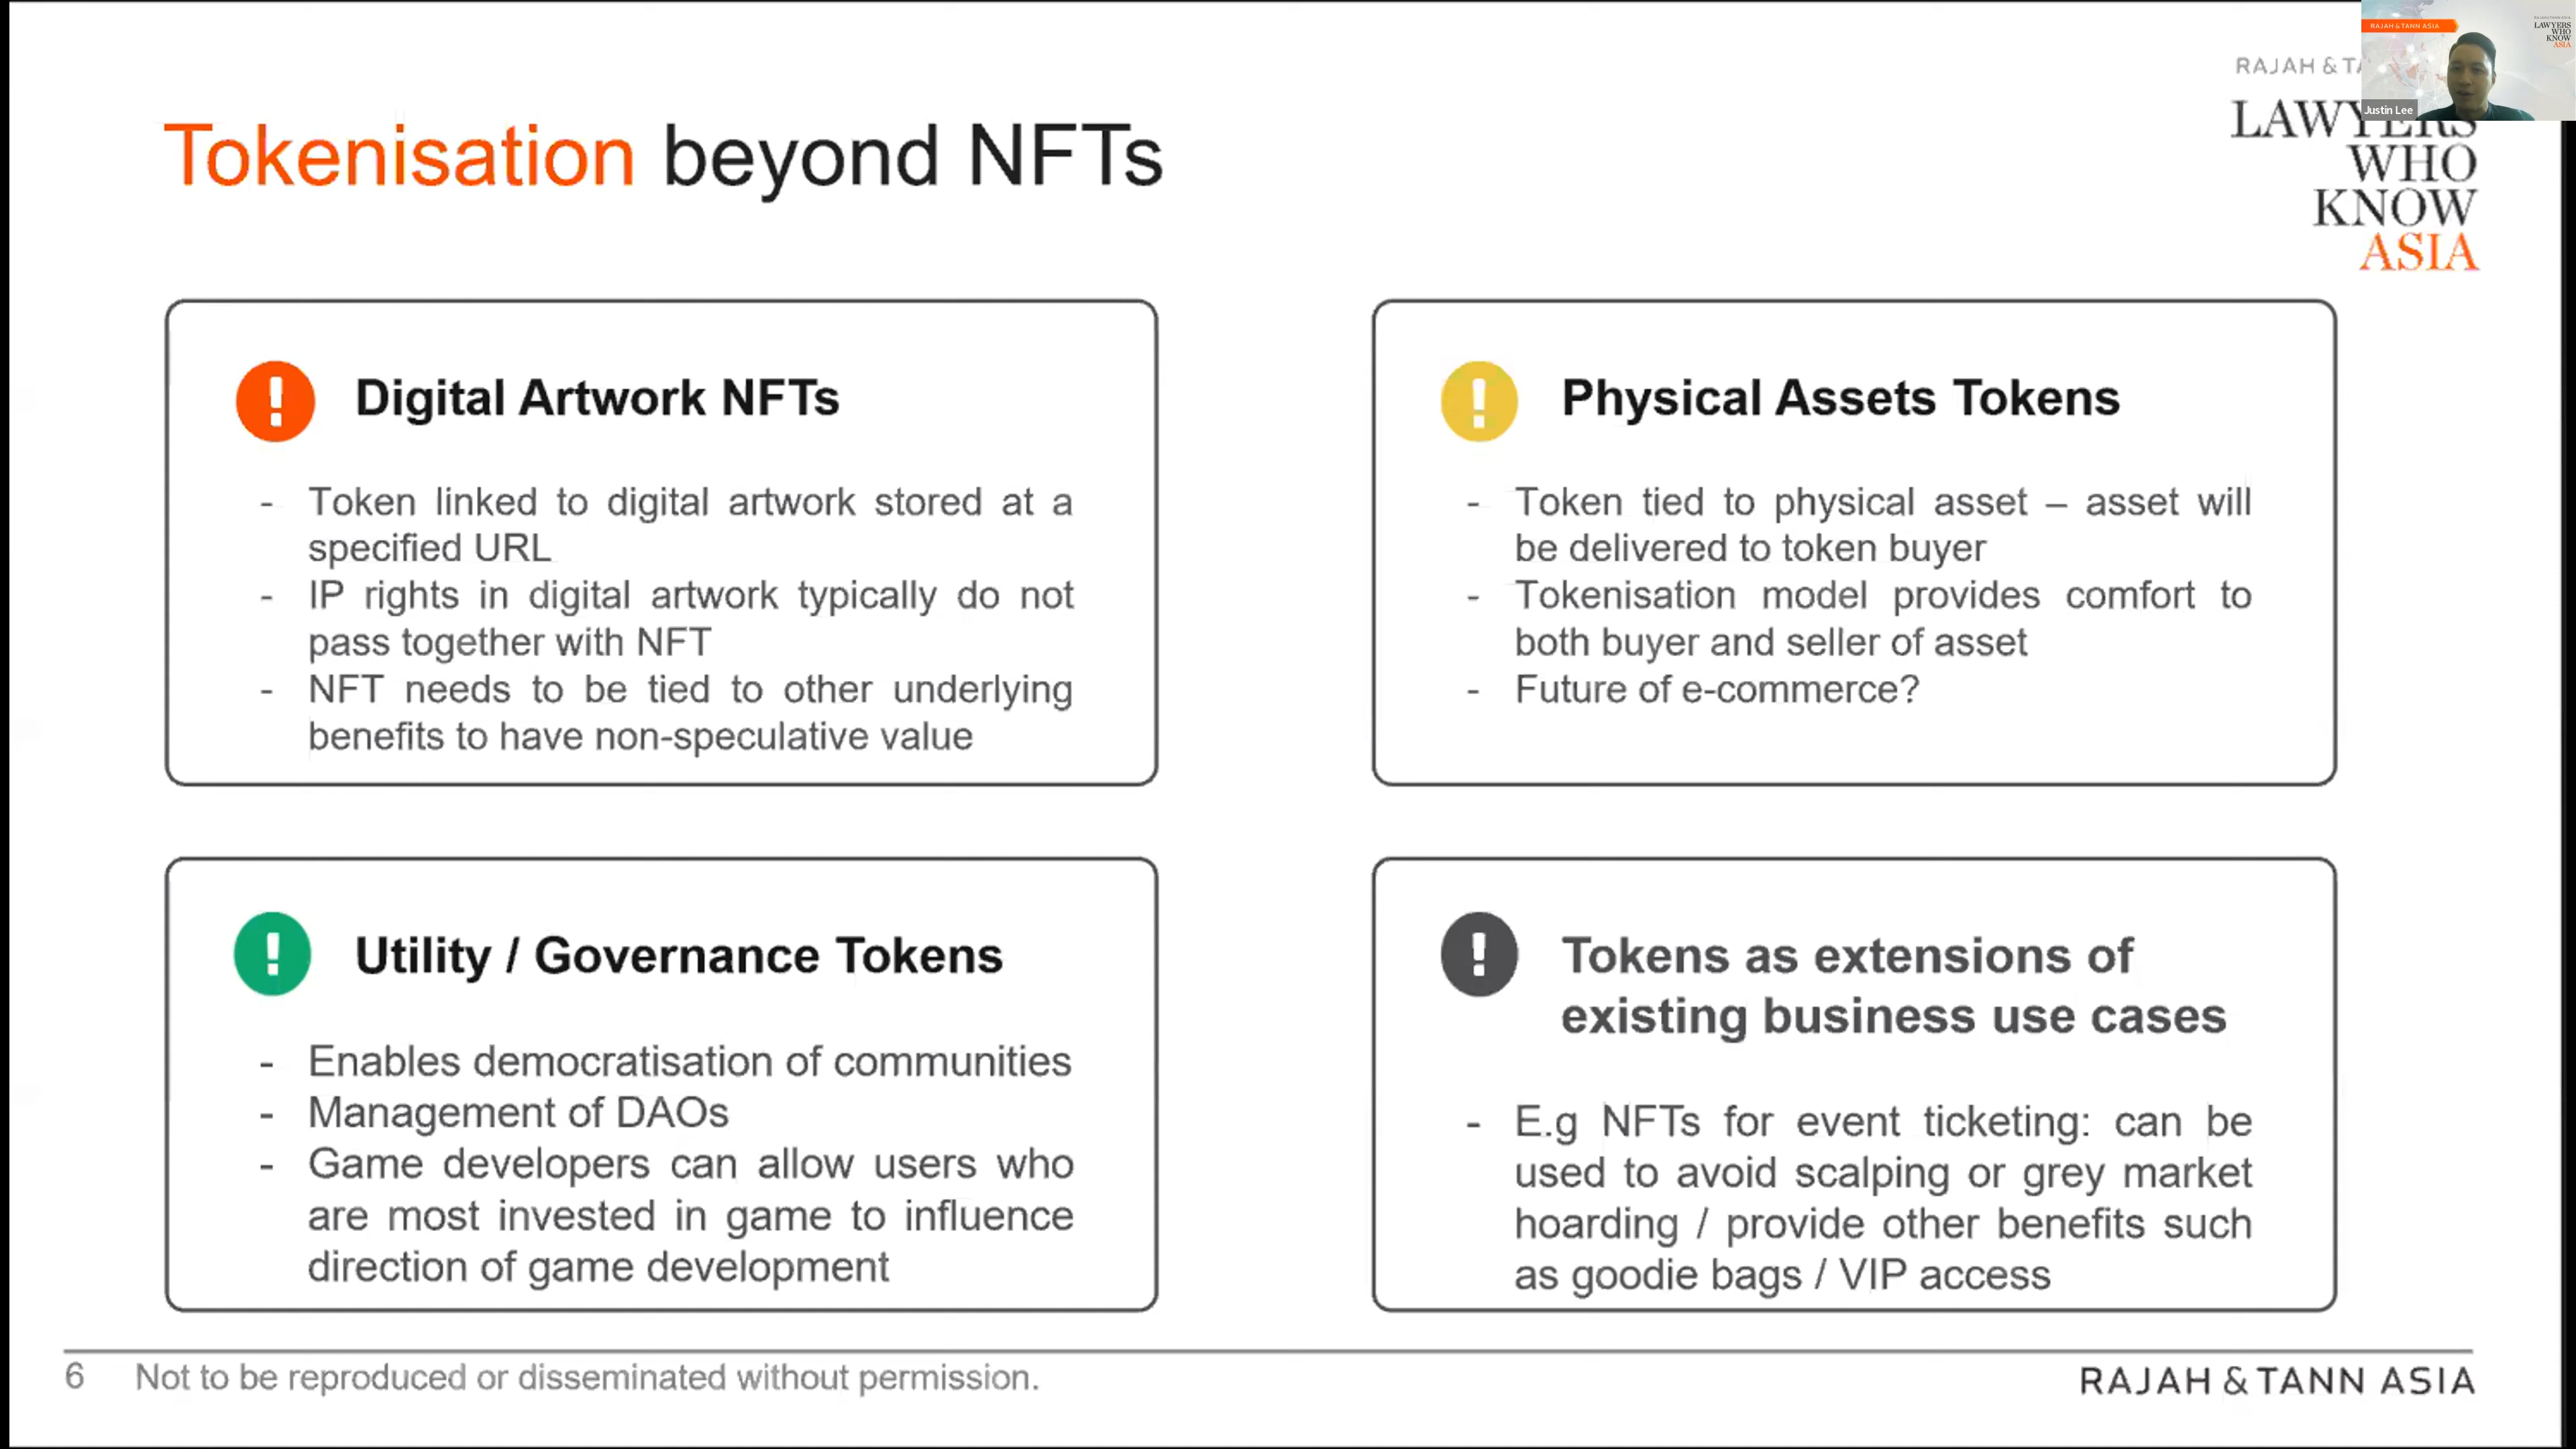 Tokenisation beyond NFTs
RAJAH & TANN ASIA
LAWYERS
WHO
KNOW
ASIA
Justin Lee
RAJAH & TA
LAWYERS
WHO
KNOW
ASIA
Digital Artwork NFTs
- Token linked to digital artwork stored at a
specified URL
- IP rights in digital artwork typically do not
pass together with NFT
- NFT needs to be tied to other underlying
benefits to have non-speculative value
Physical Assets Tokens
- Token tied to physical asset – asset will
be delivered to token buyer
- Tokenisation model provides comfort to
both buyer and seller of asset
- Future of e-commerce?
Utility / Governance Tokens
- Enables democratisation of communities
- Management of DAOs
- Game developers can allow users who
are most invested in game to influence
direction of game development
Tokens as extensions of
existing business use cases
- E.g NFTs for event ticketing: can be
used to avoid scalping or grey market
hoarding / provide other benefits such
as goodie bags / VIP access
6 Not to be reproduced or disseminated without permission.
RAJAH & TANN ASIA